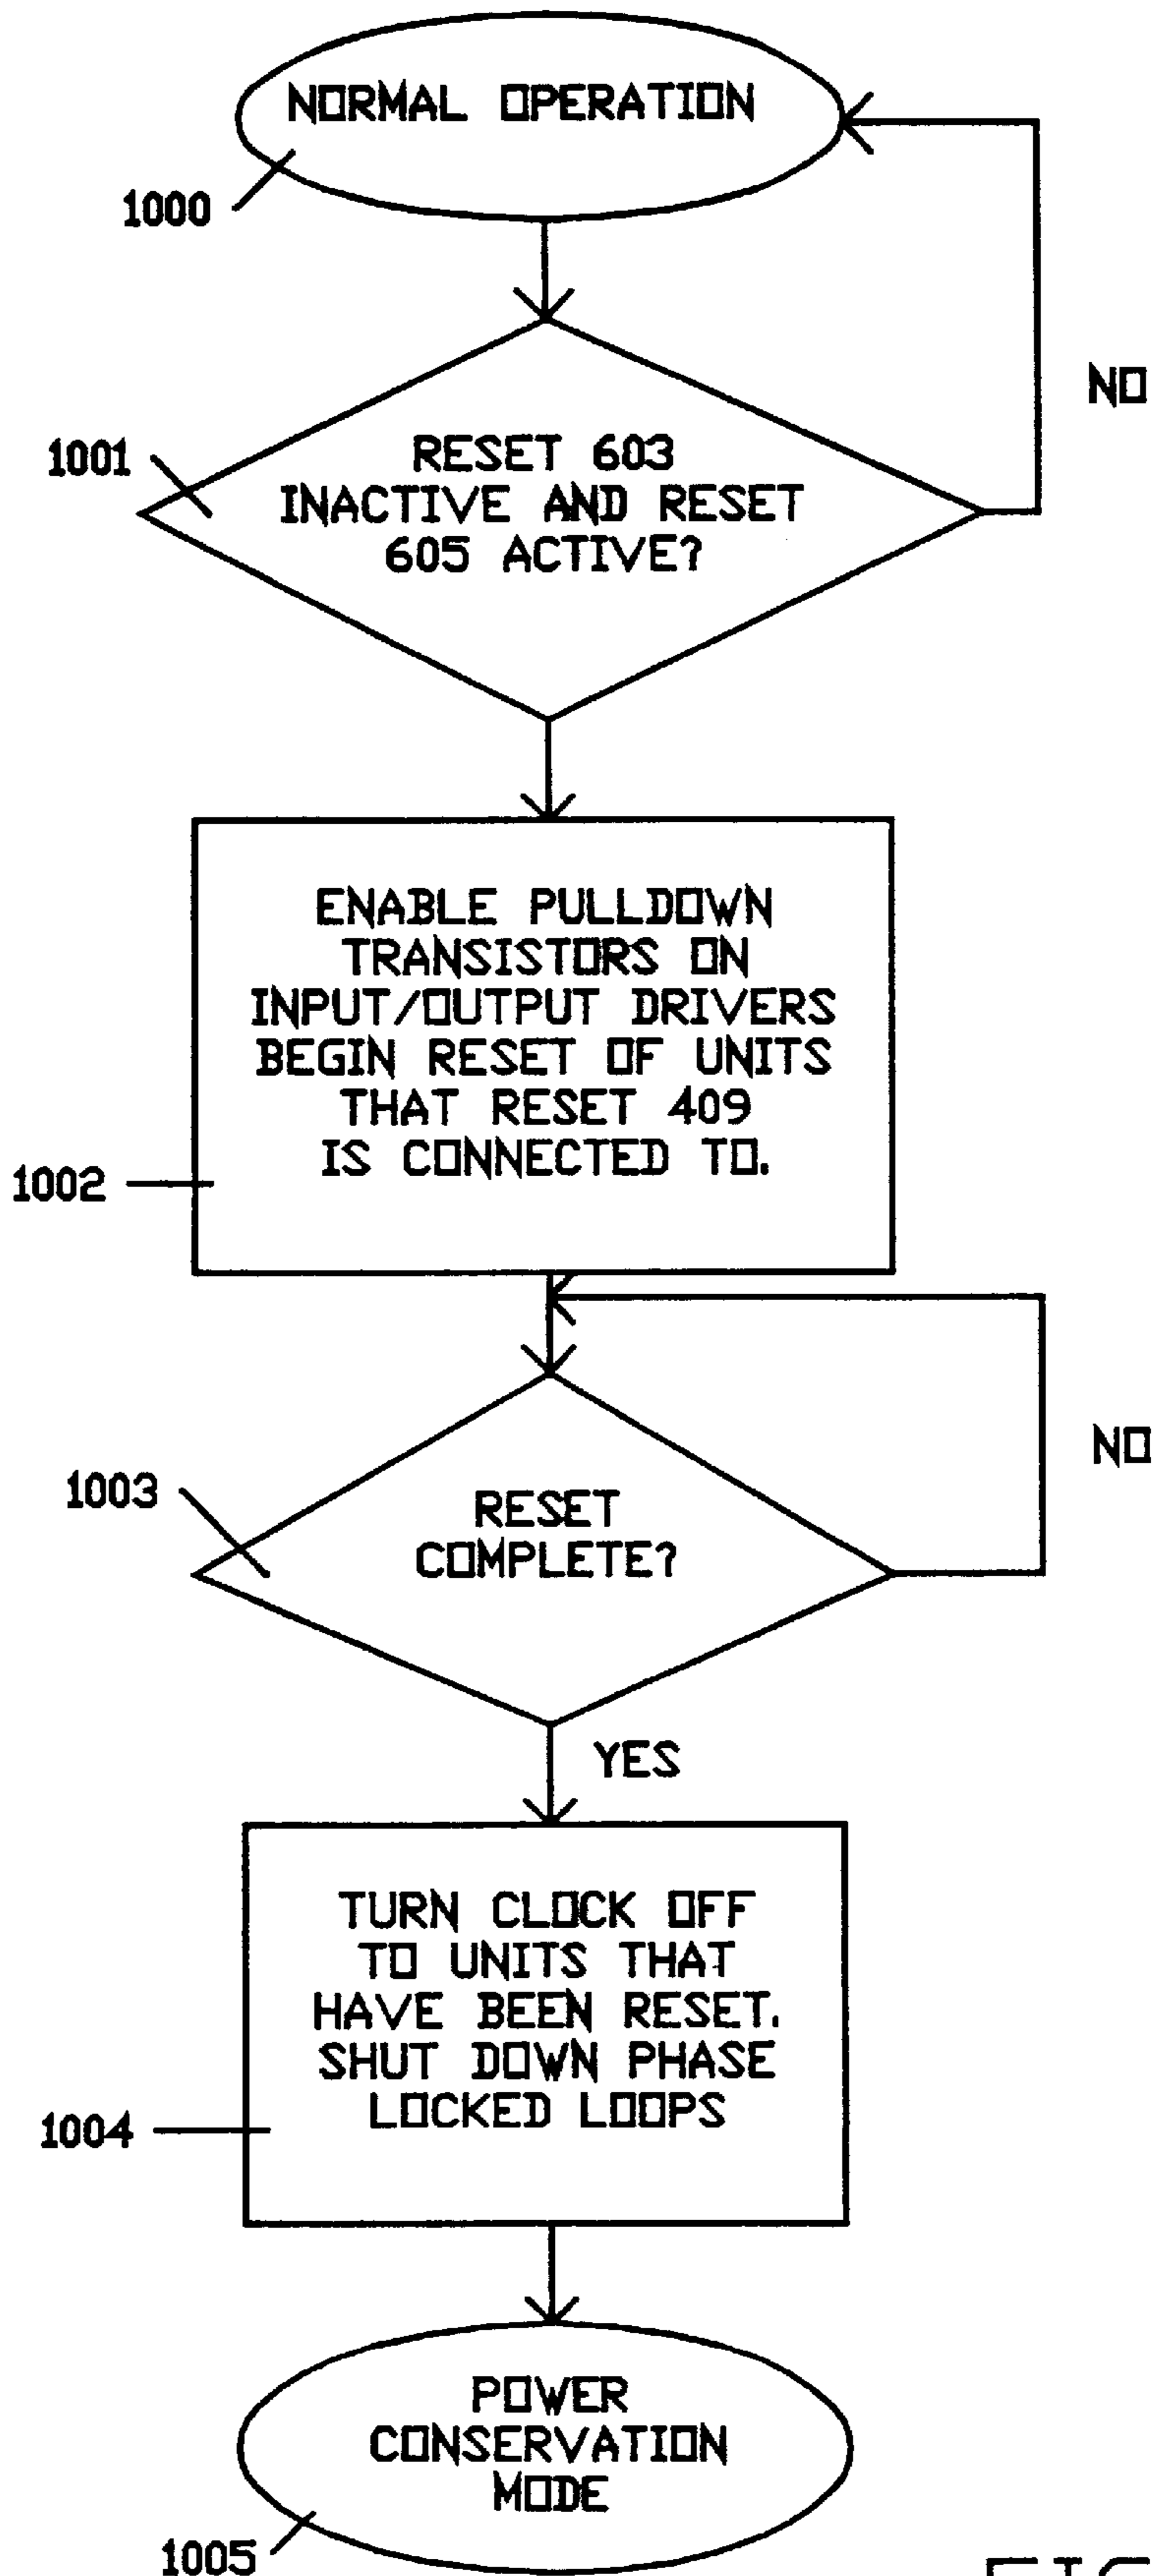 NORMAL OPERATION
1000
NO
1001
RESET 603
INACTIVE AND RESET
605 ACTIVE?
ENABLE PULLDOWN
TRANSISTORS ON
INPUT/OUTPUT DRIVERS
BEGIN RESET OF UNITS
THAT RESET 409
IS CONNECTED TO.
1002
NO
1003
RESET
COMPLETE?
YES
TURN CLOCK OFF
TO UNITS THAT
HAVE BEEN RESET.
SHUT DOWN PHASE
LOCKED LOOPS
1004
POWER
CONSERVATION
MODE
1005